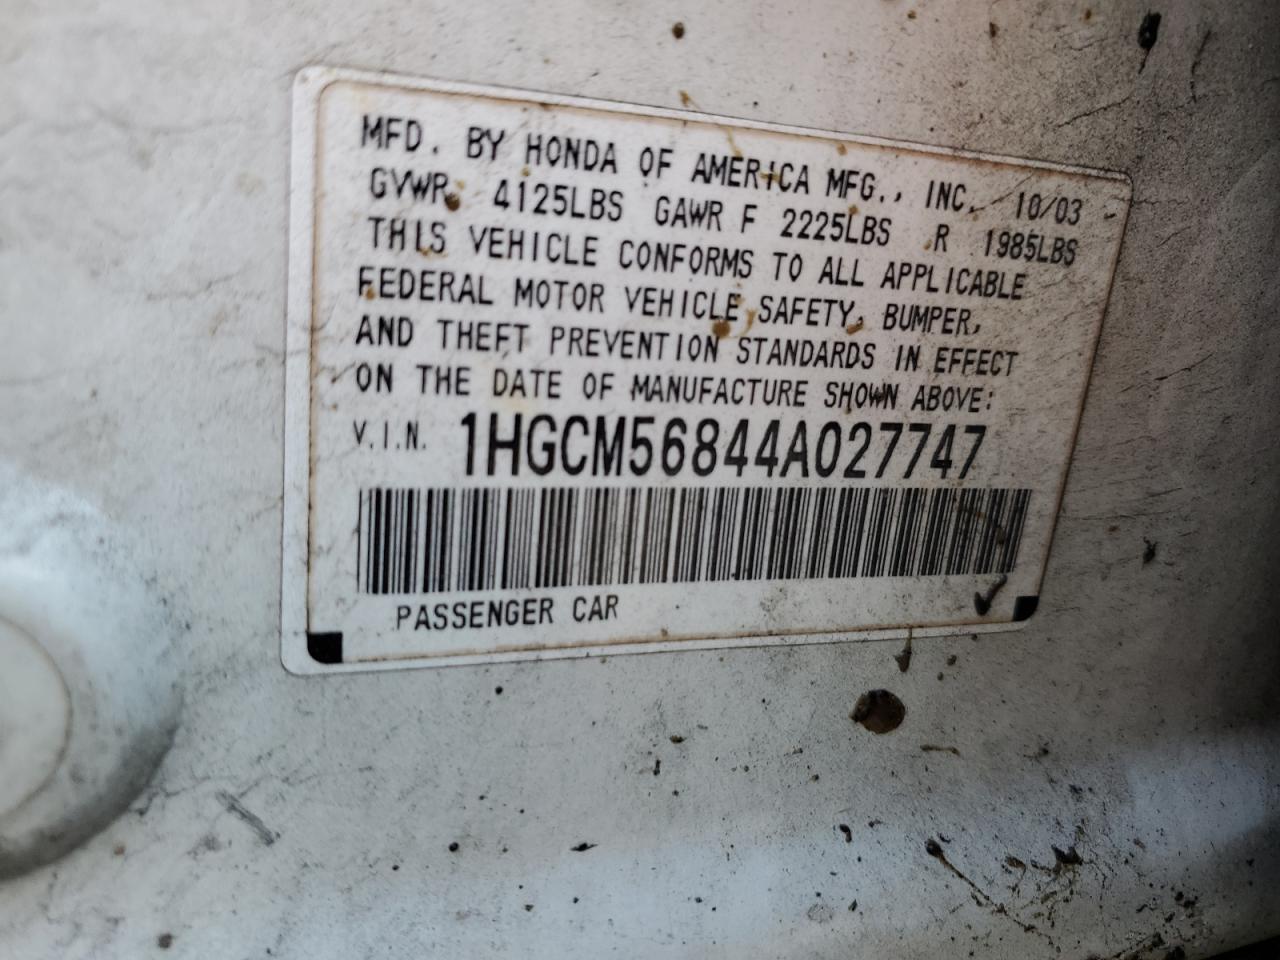 MFD. BY HONDA OF AMERICA MFG., INC. 10/03
GVWR 4125LBS GAWR F 2225LBS R 1985LBS
THIS VEHICLE CONFORMS TO ALL APPLICABLE
FEDERAL MOTOR VEHICLE SAFETY, BUMPER,
AND THEFT PREVENTION STANDARDS IN EFFECT
ON THE DATE OF MANUFACTURE SHOWN ABOVE:
V.I.N. 1HGCM56844A027747
PASSENGER CAR